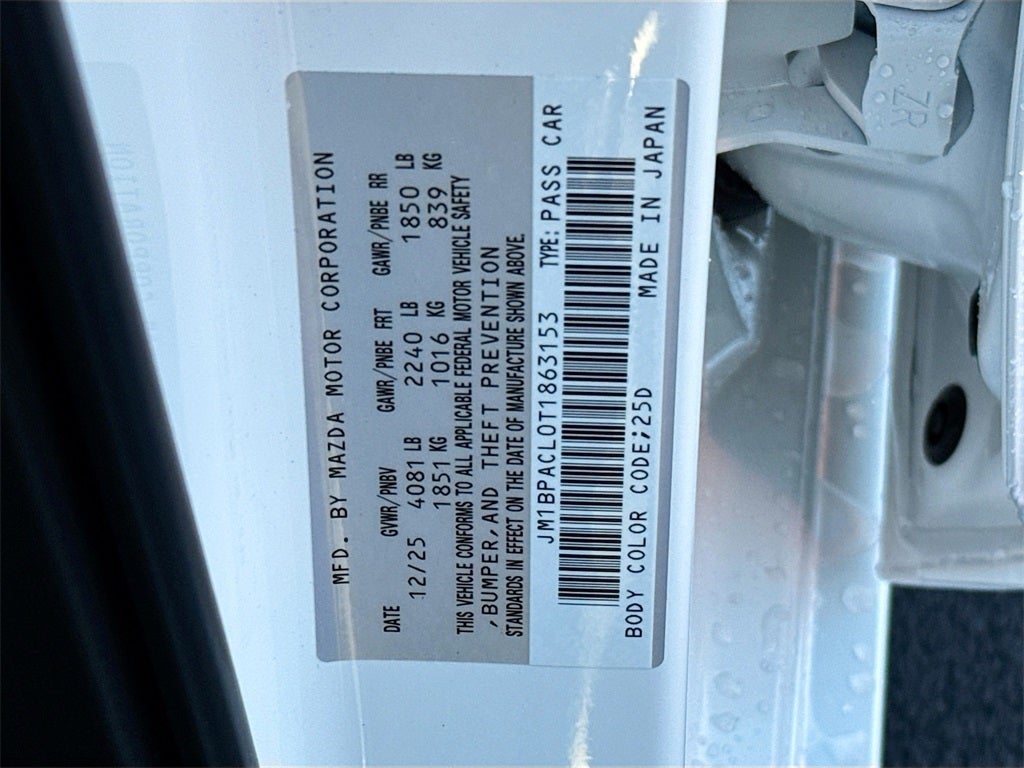 MFD. BY MAZDA MOTOR CORPORATION
DATE GVWR/PNBV GAWR/PNBE FRT GAWR/PNBE RR
12/25 4081 LB 2240 LB 1850 LB
1851 KG 1016 KG 839 KG
THIS VEHICLE CONFORMS TO ALL APPLICABLE FEDERAL MOTOR VEHICLE SAFETY
,BUMPER,AND THEFT PREVENTION
STANDARDS IN EFFECT ON THE DATE OF MANUFACTURE SHOWN ABOVE.
JM1BPACL0T1863153 TYPE: PASS CAR
BODY COLOR CODE;25D MADE IN JAPAN
ZR